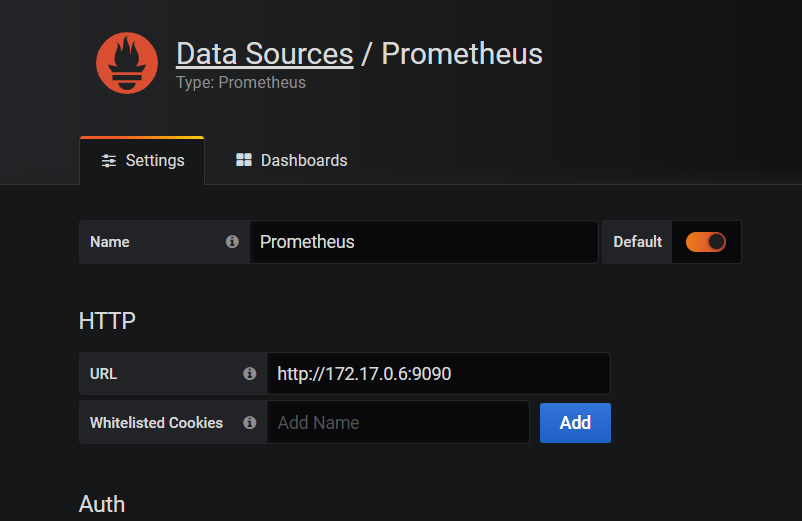 Data Sources / Prometheus
Type: Prometheus
Settings Dashboards
Name Prometheus Default
HTTP
URL http://172.17.0.6:9090
Whitelisted Cookies Add Name Add
Auth